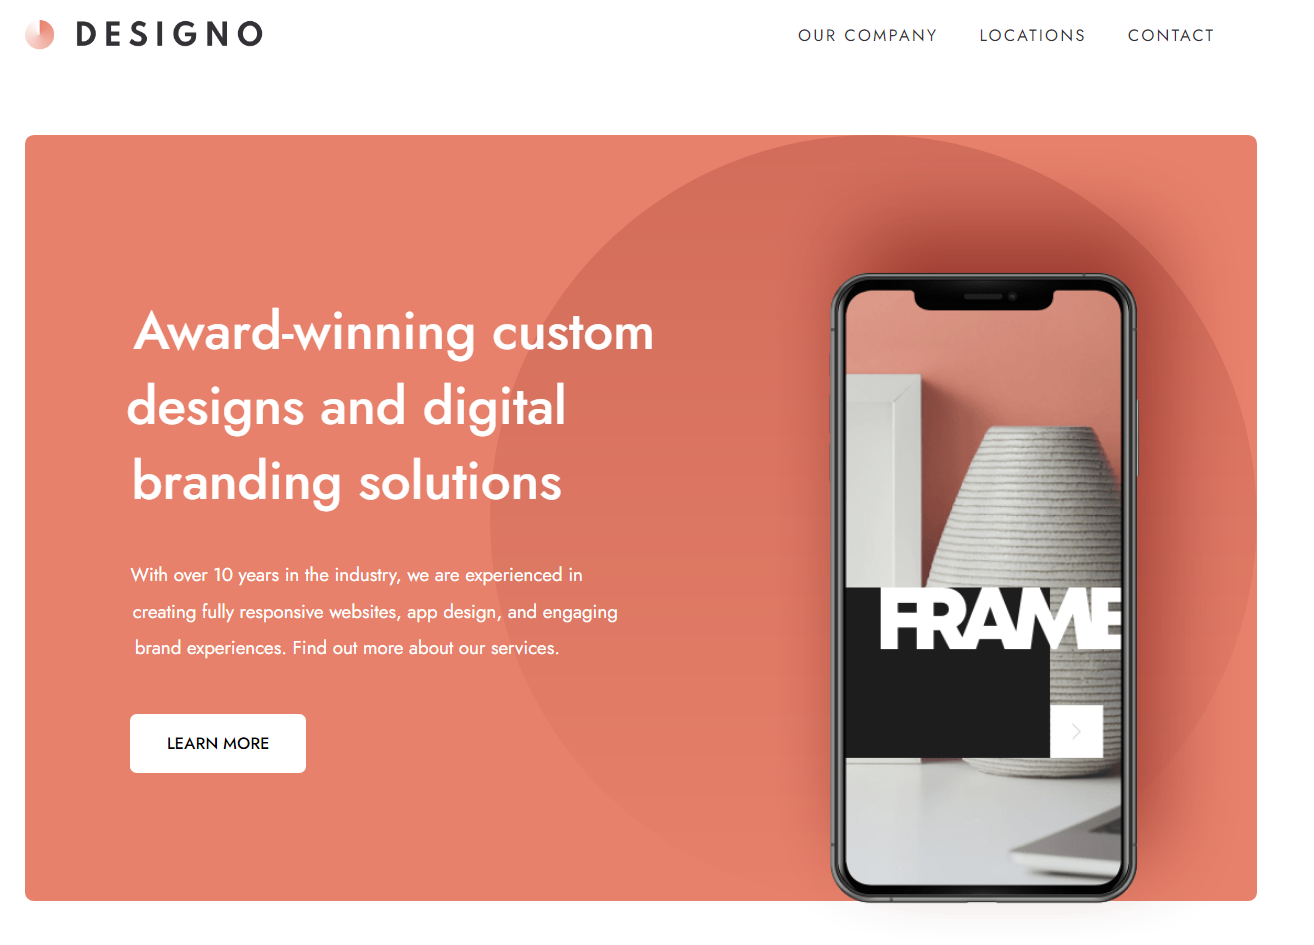 DESIGNO
OUR COMPANY LOCATIONS CONTACT
Award-winning custom
designs and digital
branding solutions
With over 10 years in the industry, we are experienced in
creating fully responsive websites, app design, and engaging
brand experiences. Find out more about our services.
LEARN MORE
FRAME